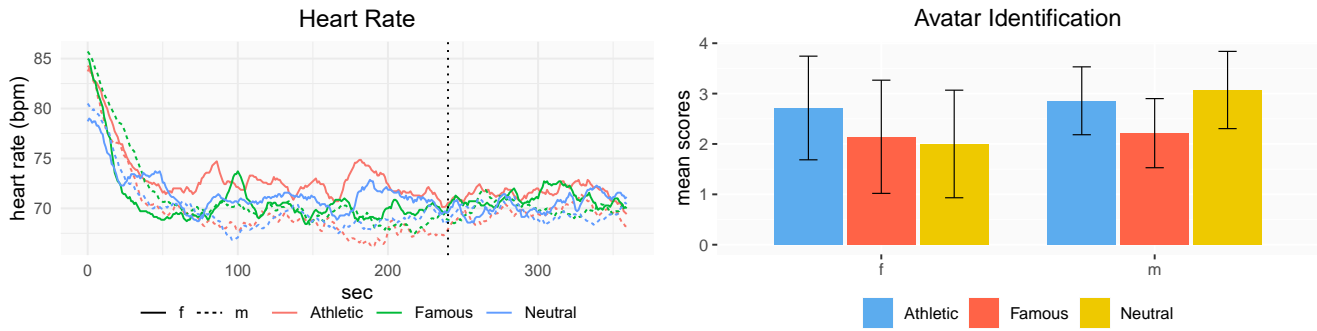 Heart Rate
heart rate (bpm)
85
80
75
70
0 100 200 300
sec
f m Athletic Famous Neutral
Avatar Identification
mean scores
4
3
2
1
0
f m
Athletic Famous Neutral